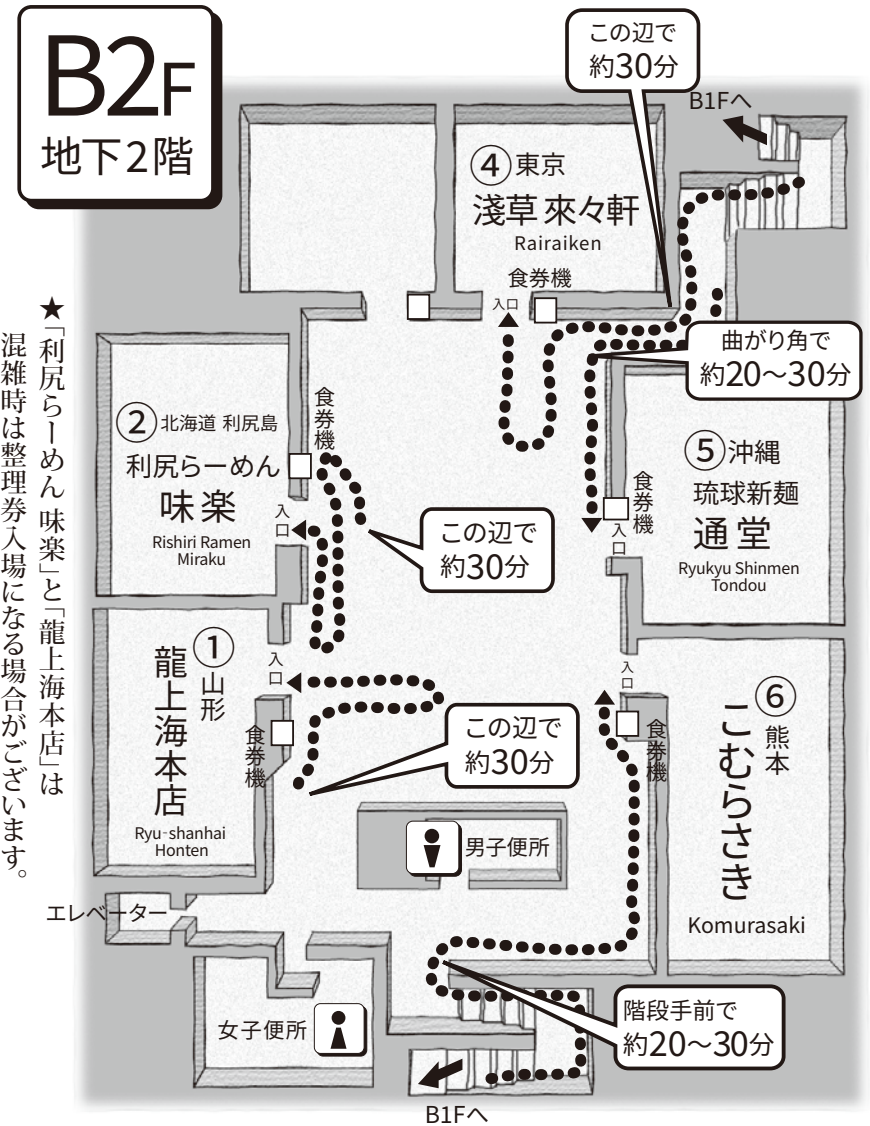 B2F
地下2階
この辺で
約30分
B1Fへ
④東京
淺草 來々軒
Rairaiken
食券機
入口
曲がり角で
約20〜30分
②北海道 利尻島
利尻らーめん
味楽
Rishiri Ramen
Miraku
食券機
入口
この辺で
約30分
⑤沖縄
琉球新麺
通堂
Ryukyu Shinmen
Tondou
食券機
入口
①山形
龍上海本店
Ryu-shanhai
Honten
入口
食券機
この辺で
約30分
⑥熊本
こむらさき
Komurasaki
入口
食券機
男子便所
エレベーター
女子便所
階段手前で
約20〜30分
B1Fへ
★「利尻らーめん 味楽」と「龍上海本店」は
混雑時は整理券入場になる場合がございます。